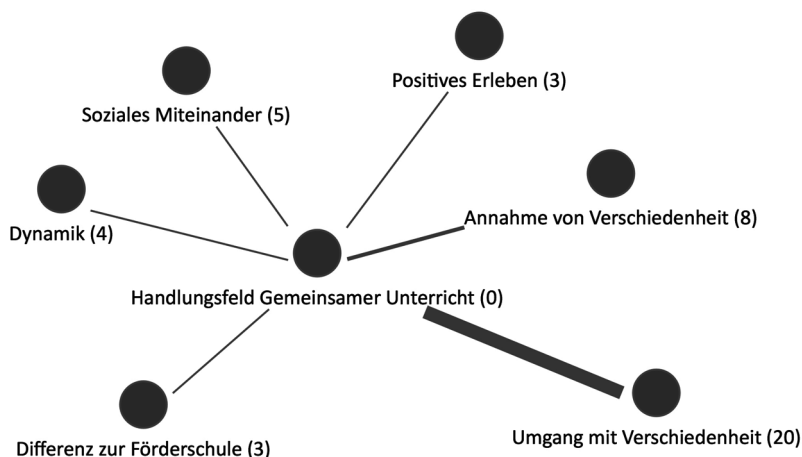 Positives Erleben (3)
Soziales Miteinander (5)
Annahme von Verschiedenheit (8)
Dynamik (4)
Handlungsfeld Gemeinsamer Unterricht (0)
Umgang mit Verschiedenheit (20)
Differenz zur Förderschule (3)